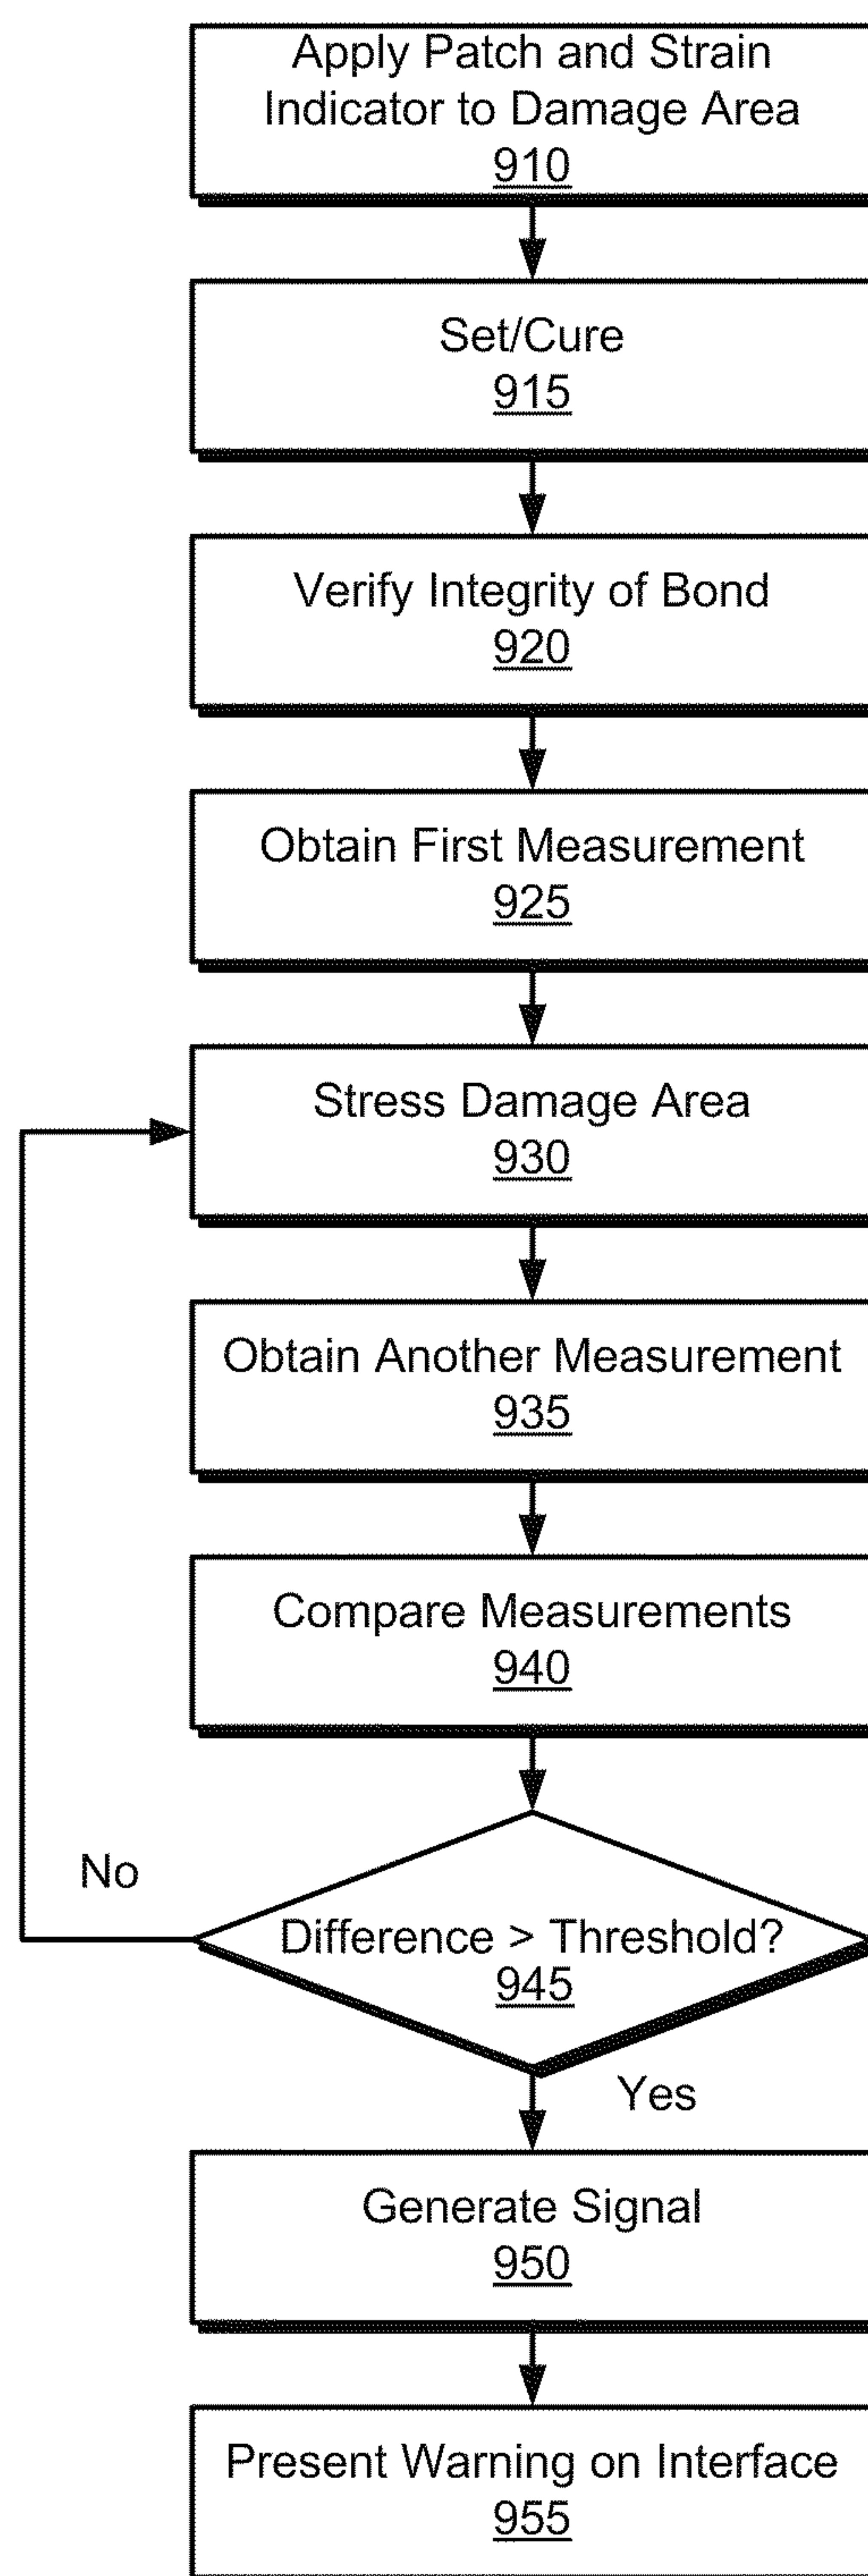 Apply Patch and Strain
Indicator to Damage Area
910
Set/Cure
915
Verify Integrity of Bond
920
Obtain First Measurement
925
Stress Damage Area
930
Obtain Another Measurement
935
Compare Measurements
940
No
Difference > Threshold?
945
Yes
Generate Signal
950
Present Warning on Interface
955